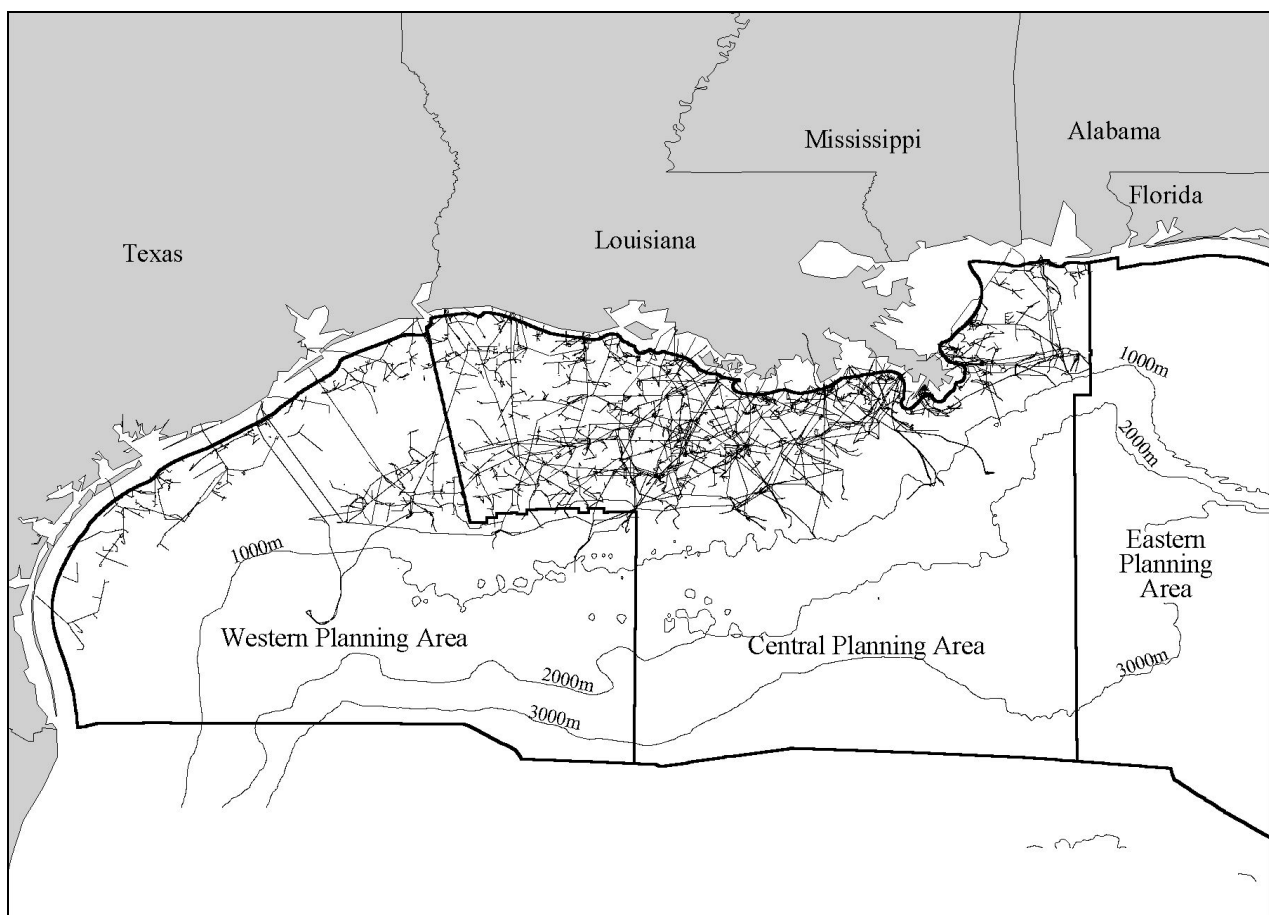 Mississippi
Alabama
Florida
Texas
Louisiana
1000m
2000m
Eastern
Planning
Area
1000m
Western Planning Area
Central Planning Area
2000m
3000m
3000m